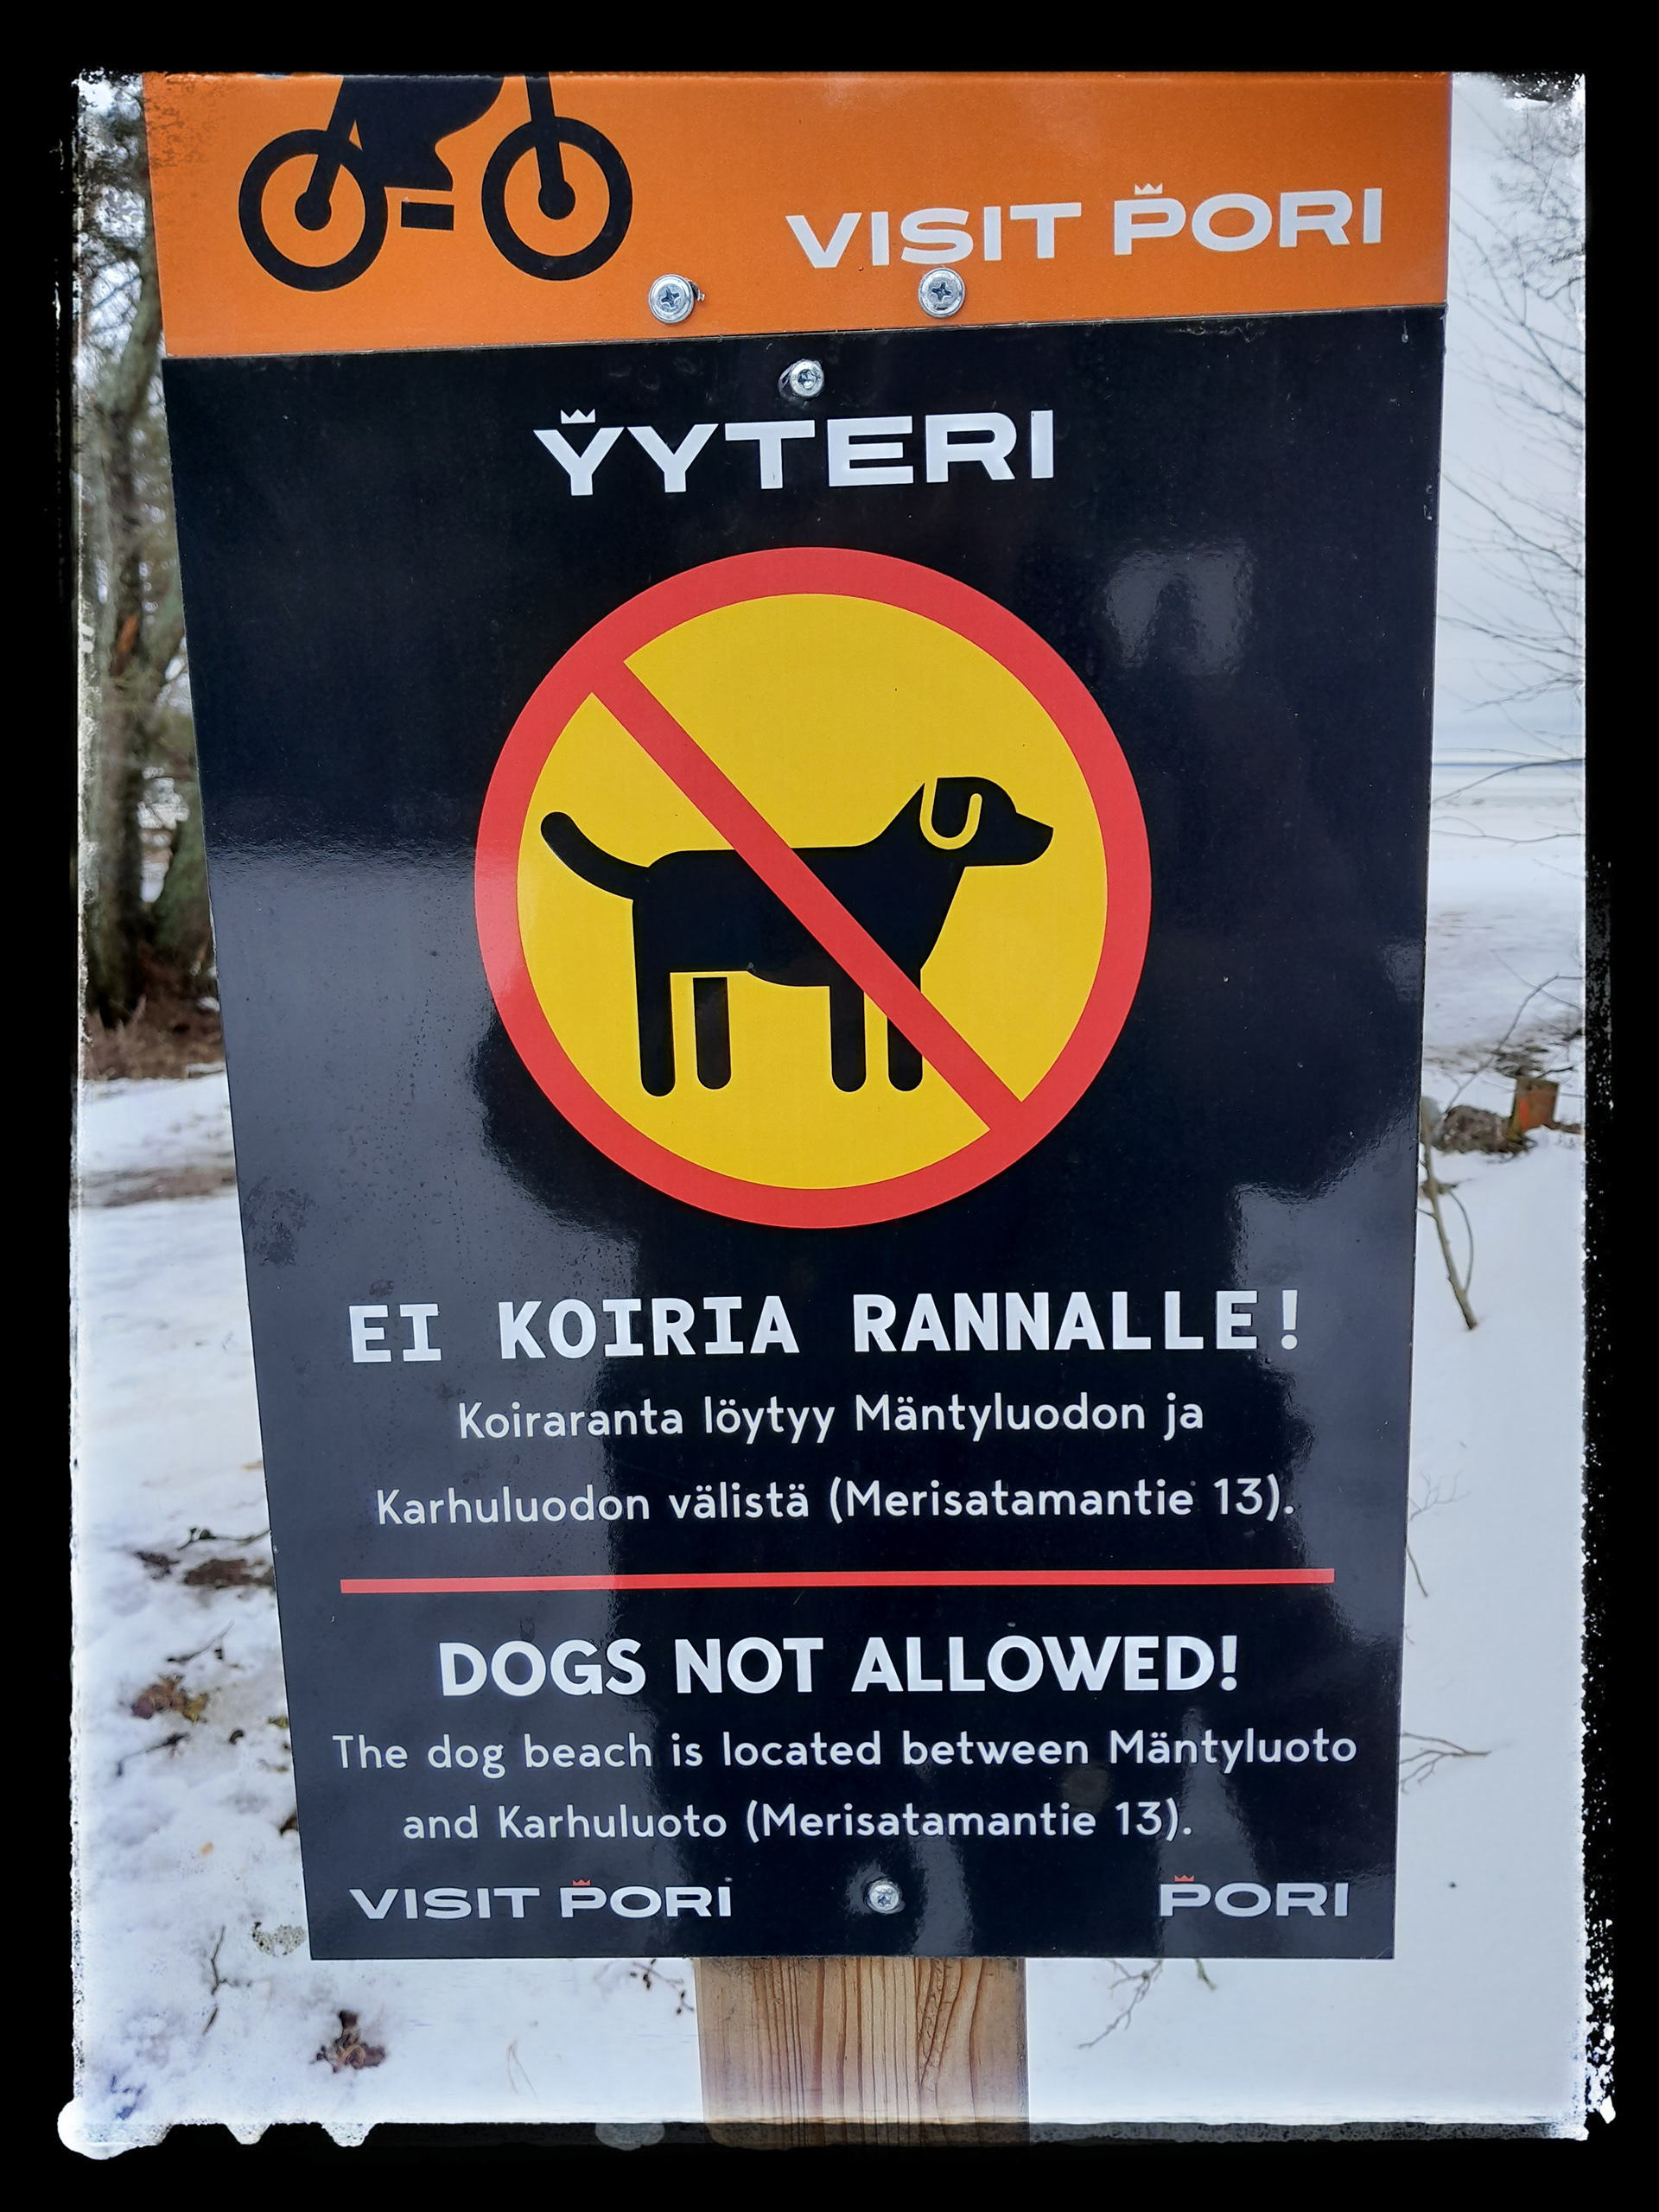 VISIT PORI
YYTERI
EI KOIRIA RANNALLE!
Koiraranta löytyy Mäntyluodon ja
Karhuluodon välistä (Merisatamantie 13).
DOGS NOT ALLOWED!
The dog beach is located between Mäntyluoto
and Karhuluoto (Merisatamantie 13).
VISIT PORI
PORI